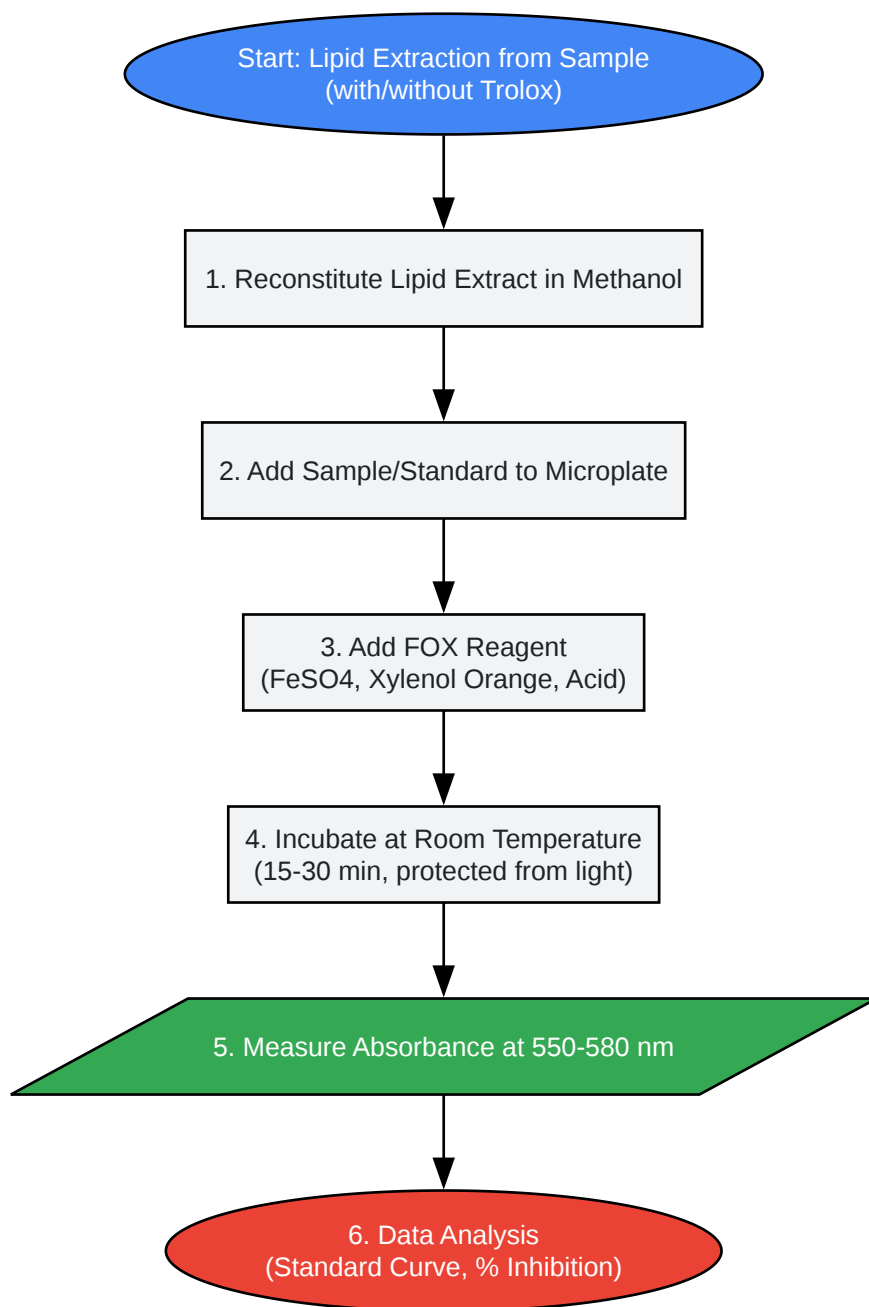 Start: Lipid Extraction from Sample
(with/without Trolox)
1. Reconstitute Lipid Extract in Methanol
2. Add Sample/Standard to Microplate
3. Add FOX Reagent
(FeSO4, Xylenol Orange, Acid)
4. Incubate at Room Temperature
(15-30 min, protected from light)
5. Measure Absorbance at 550-580 nm
6. Data Analysis
(Standard Curve, % Inhibition)